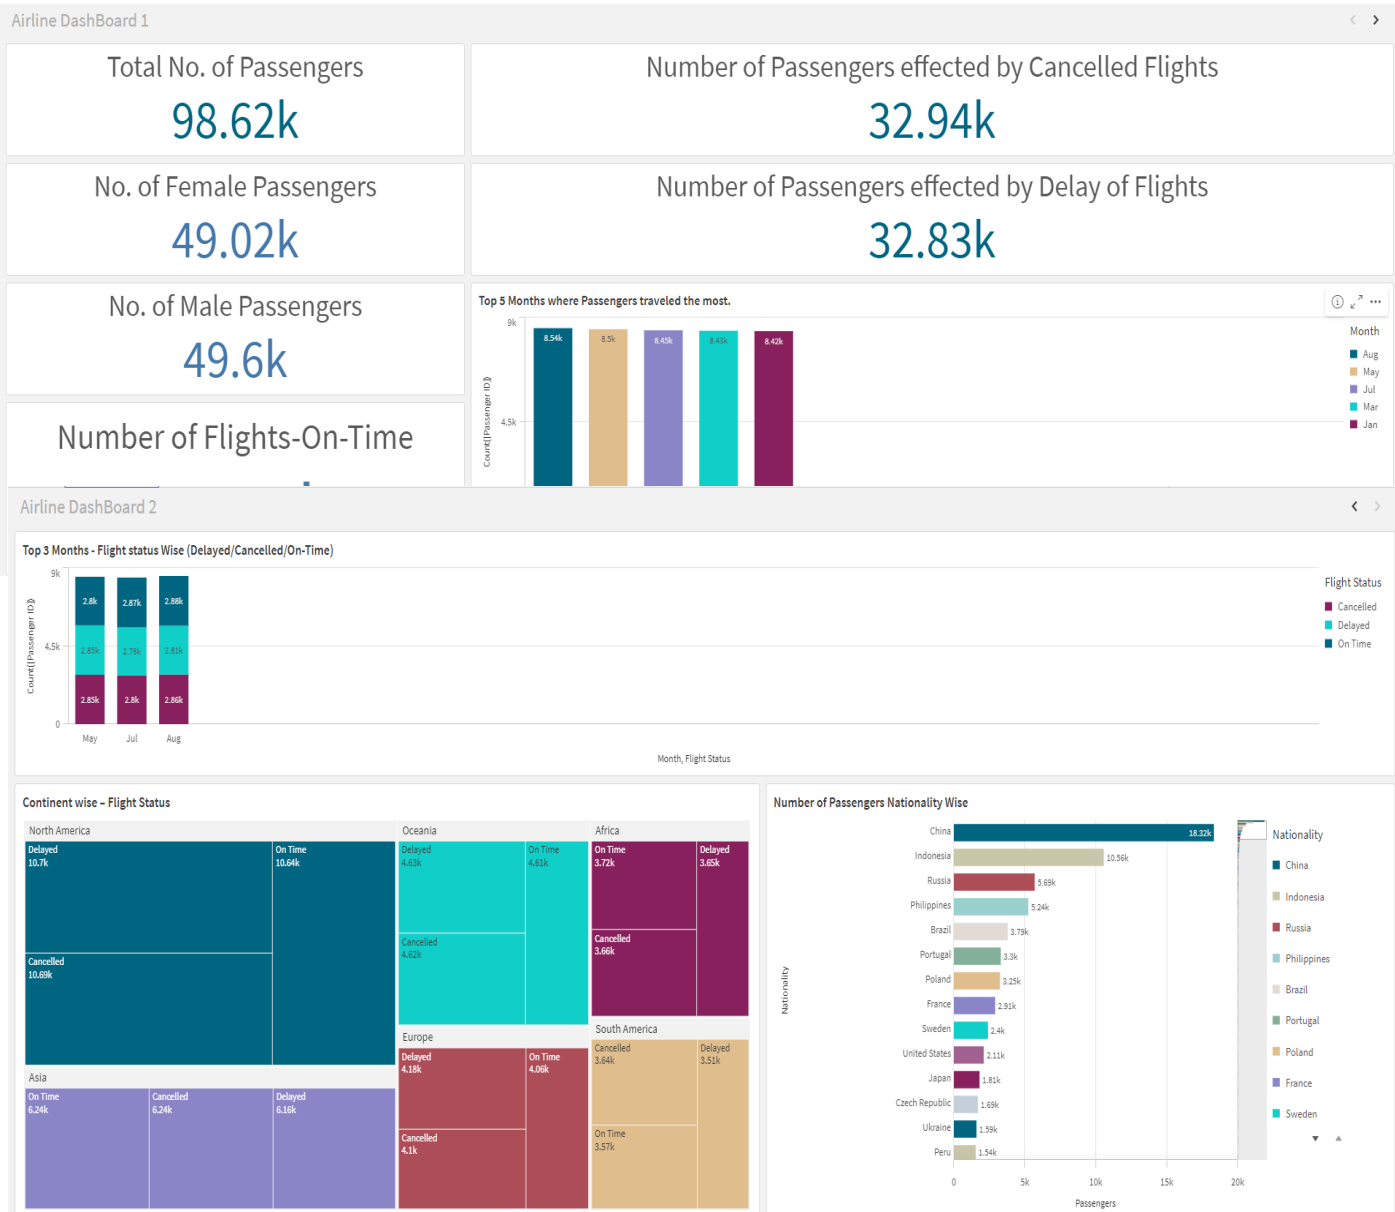 Airline DashBoard 1
Total No. of Passengers
98.62k
Number of Passengers effected by Cancelled Flights
32.94k
No. of Female Passengers
49.02k
Number of Passengers effected by Delay of Flights
32.83k
No. of Male Passengers
49.6k
Number of Flights-On-Time
Top 5 Months where Passengers traveled the most.
9k
4.5k
Count([Passenger ID])
8.54k
8.5k
8.45k
8.43k
8.42k
Month
Aug
May
Jul
Mar
Jan
Airline DashBoard 2
Top 3 Months - Flight status Wise (Delayed/Cancelled/On-Time)
Count([Passenger ID])
9k
4.5k
0
2.8k
2.87k
2.88k
2.85k
2.78k
2.81k
2.85k
2.8k
2.86k
May
Jul
Aug
Month, Flight Status
Flight Status
Cancelled
Delayed
On Time
Continent wise – Flight Status
North America
Delayed
10.7k
On Time
10.64k
Cancelled
10.69k
Asia
On Time
6.24k
Cancelled
6.24k
Delayed
6.16k
Oceania
Delayed
4.63k
On Time
4.61k
Cancelled
4.62k
Europe
Delayed
4.18k
On Time
4.06k
Cancelled
4.1k
Africa
On Time
3.72k
Delayed
3.65k
Cancelled
3.66k
South America
Cancelled
3.64k
Delayed
3.51k
On Time
3.57k
Number of Passengers Nationality Wise
Nationality
China 18.32k
Indonesia 10.56k
Russia 5.69k
Philippines 5.24k
Brazil 3.79k
Portugal 3.3k
Poland 3.25k
France 2.91k
Sweden 2.4k
United States 2.11k
Japan 1.81k
Czech Republic 1.69k
Ukraine 1.59k
Peru 1.54k
0 5k 10k 15k 20k
Passengers
Nationality
China
Indonesia
Russia
Philippines
Brazil
Portugal
Poland
France
Sweden